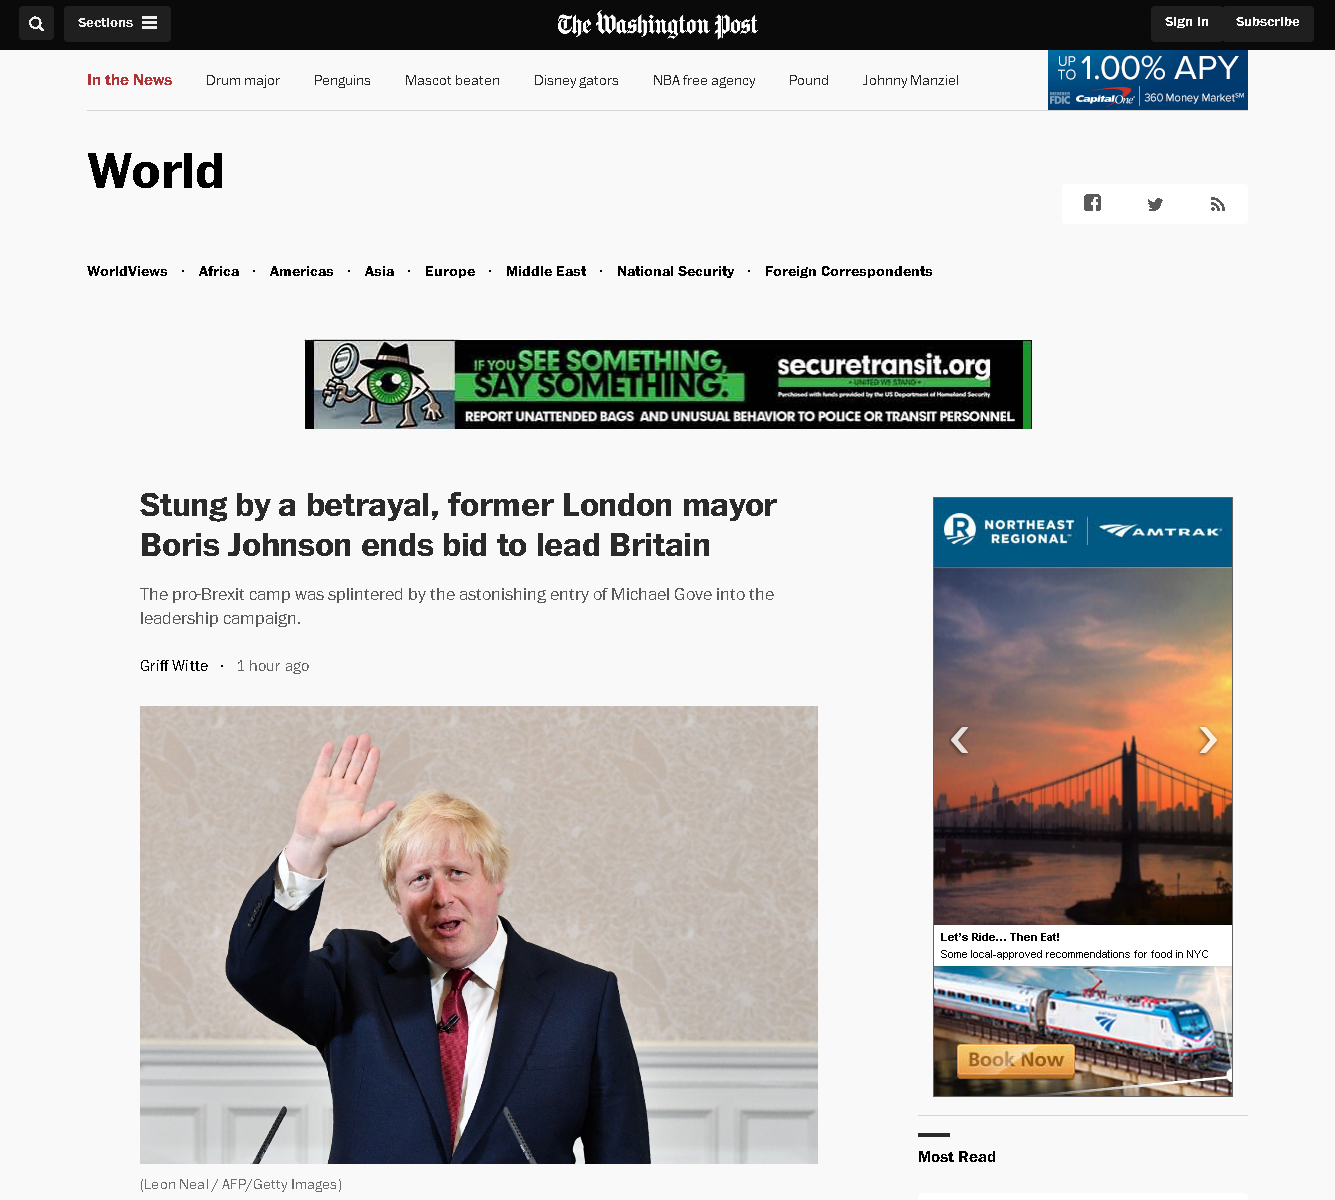 Sections
The Washington Post
Sign In
Subscribe
In the News
Drum major
Penguins
Mascot beaten
Disney gators
NBA free agency
Pound
Johnny Manziel
UP TO 1.00% APY
MEMBER FDIC Capital One 360 Money Market SM
World
WorldViews · Africa · Americas · Asia · Europe · Middle East · National Security · Foreign Correspondents
IF YOU SEE SOMETHING,
SAY SOMETHING.™
securetransit.org
- UNITED WE STAND -
Purchased with funds provided by the US Department of Homeland Security
REPORT UNATTENDED BAGS AND UNUSUAL BEHAVIOR TO POLICE OR TRANSIT PERSONNEL
Stung by a betrayal, former London mayor
Boris Johnson ends bid to lead Britain
The pro-Brexit camp was splintered by the astonishing entry of Michael Gove into the
leadership campaign.
Griff Witte · 1 hour ago
(Leon Neal / AFP/Getty Images)
R NORTHEAST
REGIONAL™
AMTRAK®
Let's Ride... Then Eat!
Some local-approved recommendations for food in NYC
Book Now
Most Read